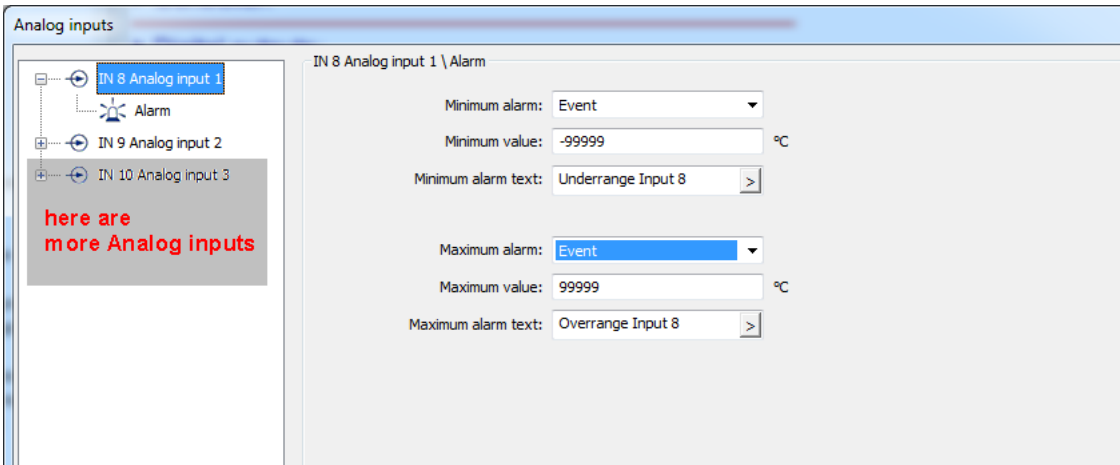 Analog inputs
IN 8 Analog input 1
Alarm
IN 9 Analog input 2
IN 10 Analog input 3
here are
more Analog inputs
IN 8 Analog input 1 \ Alarm
Minimum alarm: Event
Minimum value: -99999 °C
Minimum alarm text: Underrange Input 8 >
Maximum alarm: Event
Maximum value: 99999 °C
Maximum alarm text: Overrange Input 8 >